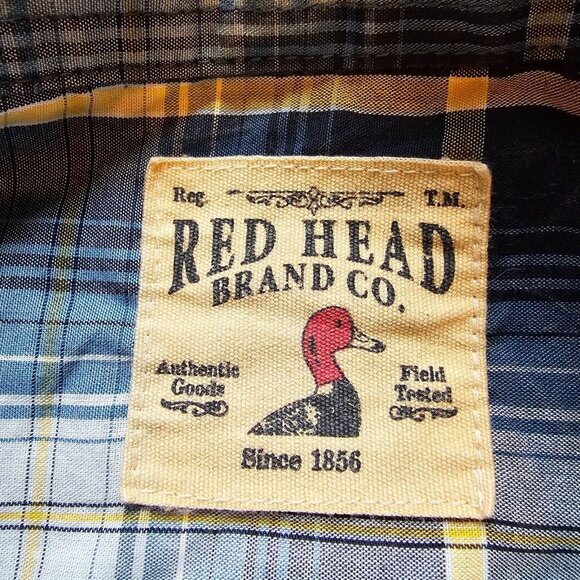 Reg. T.M.
RED HEAD
BRAND CO.
Authentic Field
Goods Tested
Since 1856